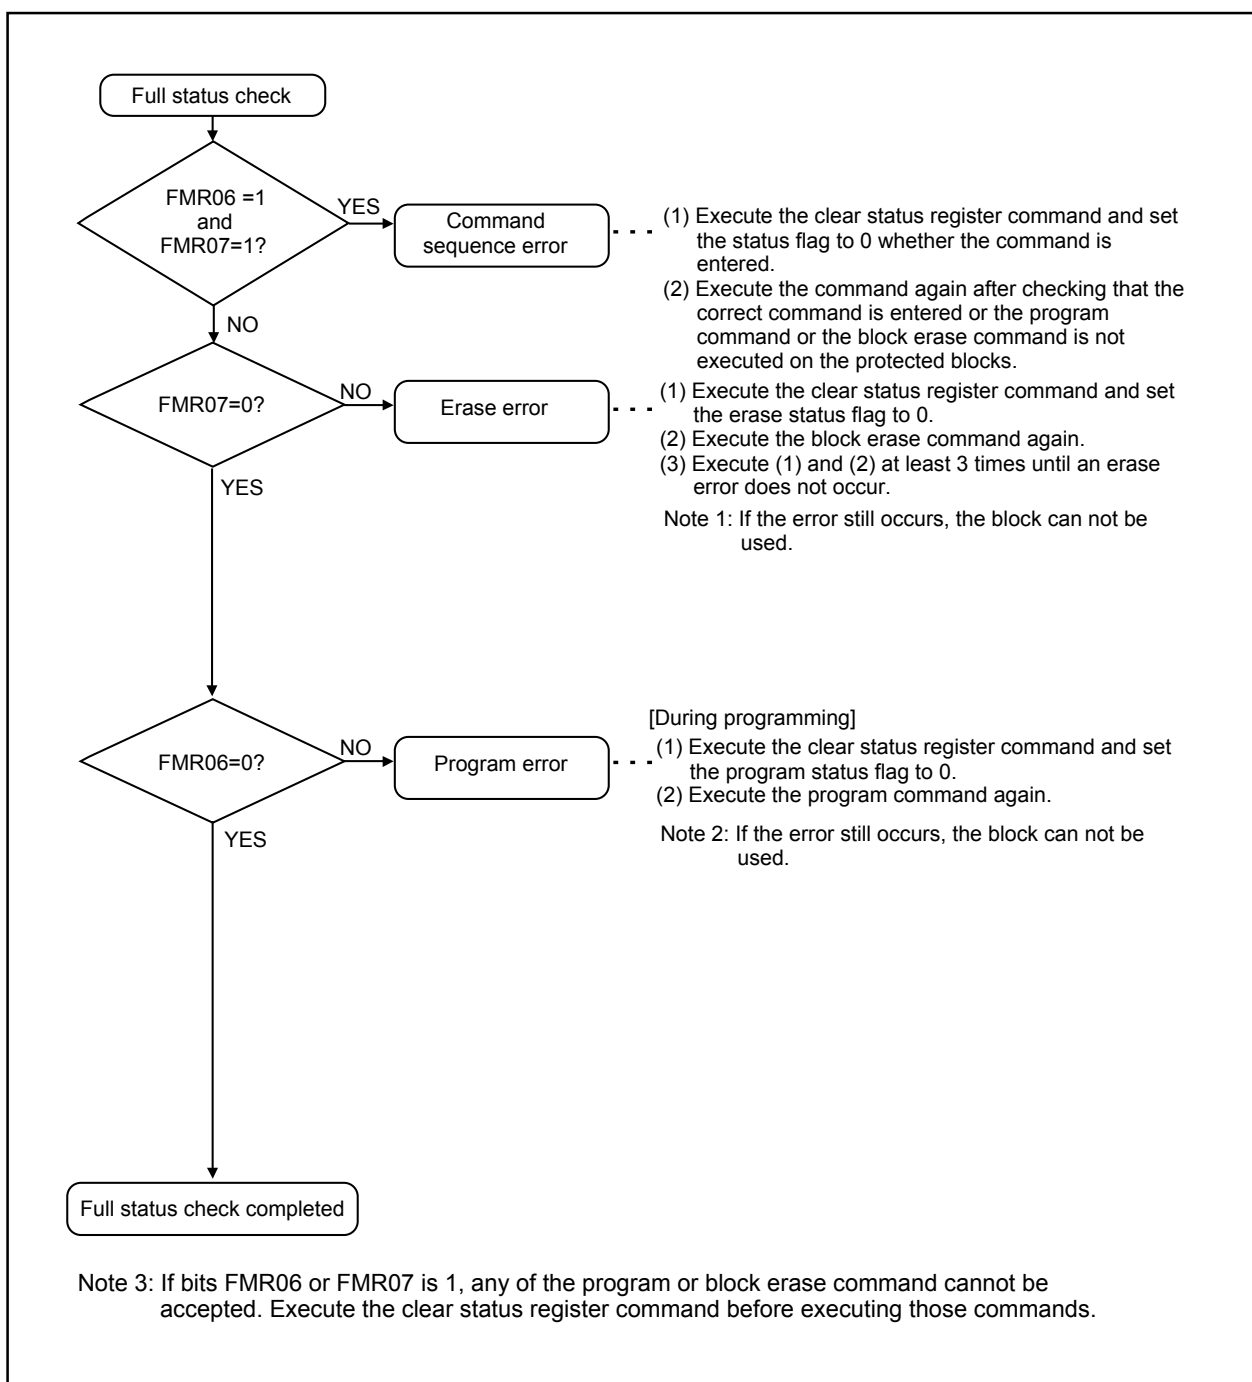 Full status check
FMR06 =1
and
FMR07=1?
YES
Command
sequence error
(1) Execute the clear status register command and set
the status flag to 0 whether the command is
entered.
(2) Execute the command again after checking that the
correct command is entered or the program
command or the block erase command is not
executed on the protected blocks.
NO
FMR07=0?
NO
Erase error
(1) Execute the clear status register command and set
the erase status flag to 0.
(2) Execute the block erase command again.
(3) Execute (1) and (2) at least 3 times until an erase
error does not occur.
Note 1: If the error still occurs, the block can not be
used.
YES
FMR06=0?
NO
Program error
[During programming]
(1) Execute the clear status register command and set
the program status flag to 0.
(2) Execute the program command again.
Note 2: If the error still occurs, the block can not be
used.
YES
Full status check completed
Note 3: If bits FMR06 or FMR07 is 1, any of the program or block erase command cannot be
accepted. Execute the clear status register command before executing those commands.